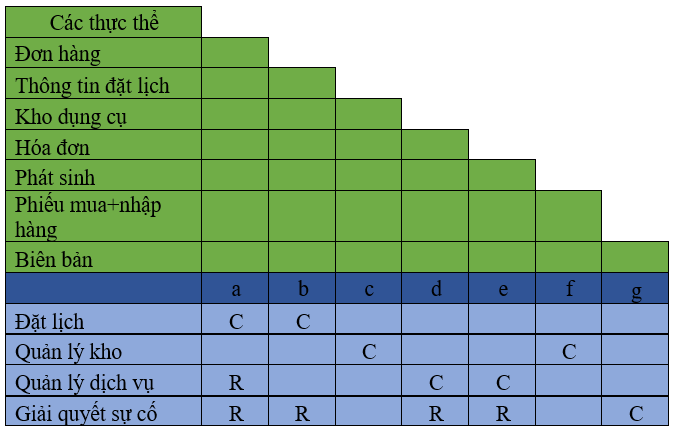 Các thực thể
Đơn hàng
Thông tin đặt lịch
Kho dụng cụ
Hóa đơn
Phát sinh
Phiếu mua+nhập
hàng
Biên bản
a b c d e f g
Đặt lịch C C
Quản lý kho C C
Quản lý dịch vụ R C C
Giải quyết sự cố R R R R C